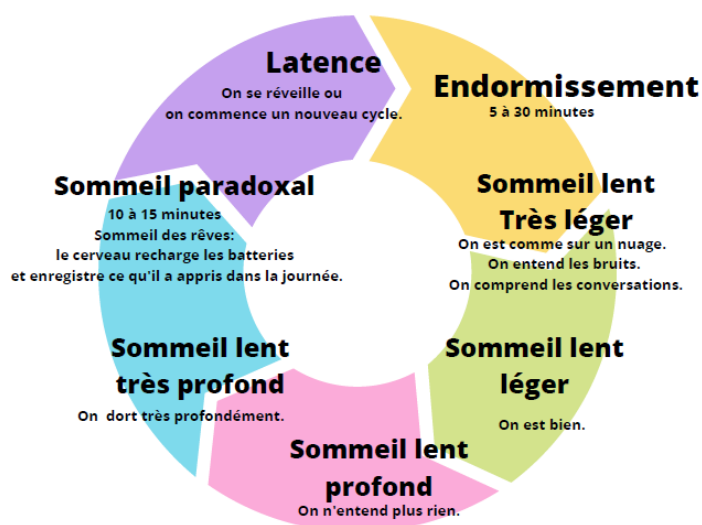 Latence
On se réveille ou
on commence un nouveau cycle.
Endormissement
5 à 30 minutes
Sommeil lent
Très léger
On est comme sur un nuage.
On entend les bruits.
On comprend les conversations.
Sommeil lent
léger
On est bien.
Sommeil lent
profond
On n'entend plus rien.
Sommeil lent
très profond
On dort très profondément.
Sommeil paradoxal
10 à 15 minutes
Sommeil des rêves:
le cerveau recharge les batteries
et enregistre ce qu'il a appris dans la journée.